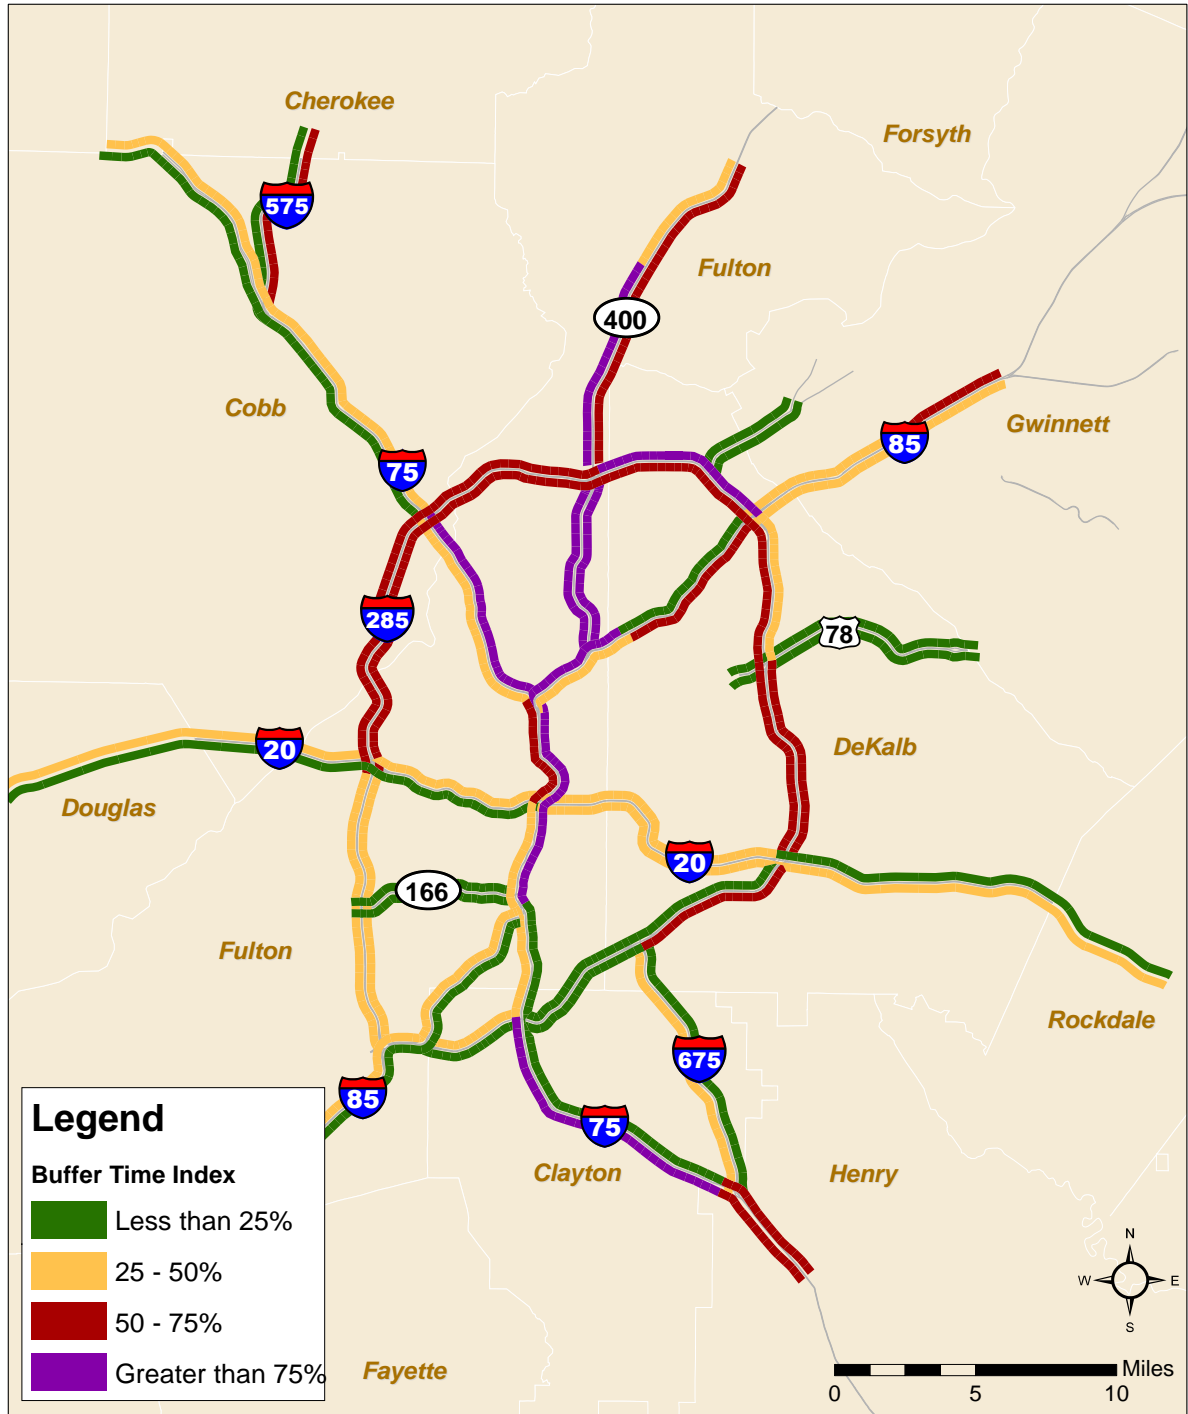 Cherokee
Forsyth
575
Fulton
400
Cobb
Gwinnett
85
75
285
78
20
DeKalb
Douglas
20
166
Fulton
Rockdale
675
85
75
Clayton
Henry
Fayette
Legend
Buffer Time Index
Less than 25%
25 - 50%
50 - 75%
Greater than 75%
N
W E
S
Miles
0 5 10